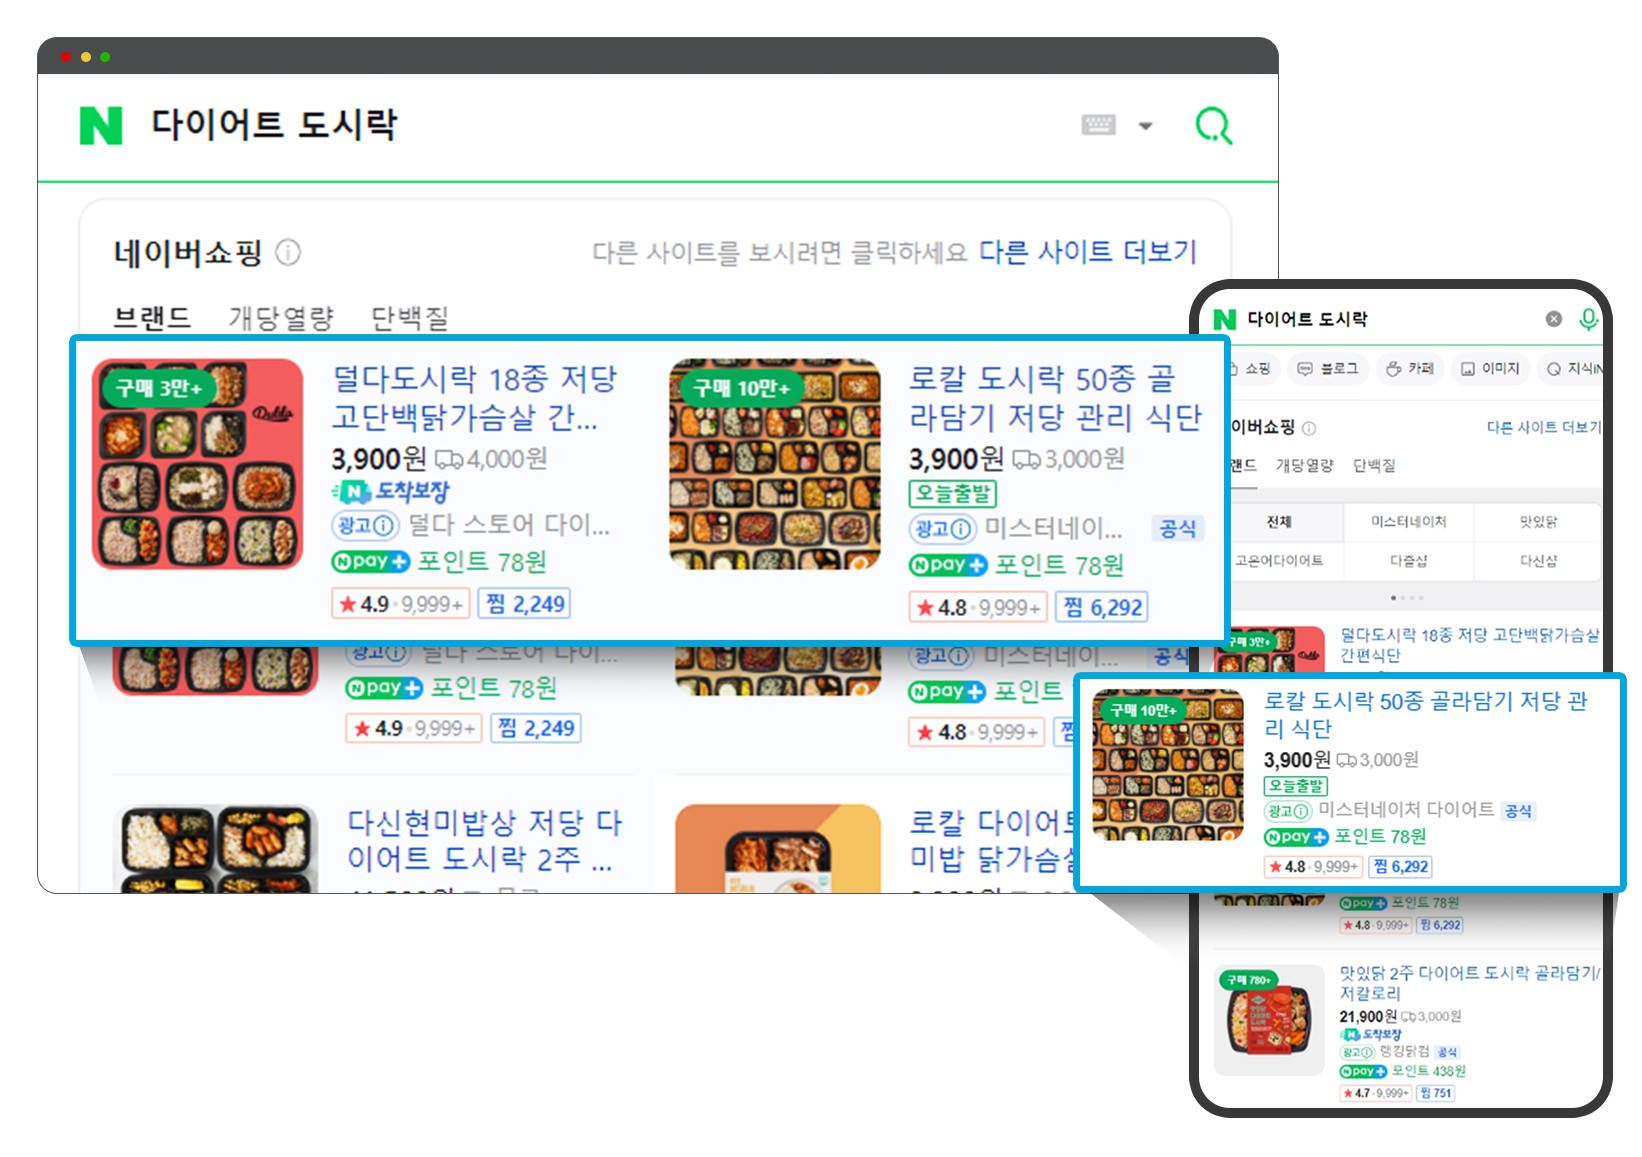 다이어트 도시락
네이버쇼핑
다른 사이트를 보시려면 클릭하세요 다른 사이트 더보기
브랜드 개당열량 단백질
구매 3만+
덜다도시락 18종 저당
고단백닭가슴살 간...
3,900원 4,000원
N 도착보장
광고 덜다 스토어 다이...
N pay+ 포인트 78원
★ 4.9 · 9,999+ 찜 2,249
구매 10만+
로칼 도시락 50종 골
라담기 저당 관리 식단
3,900원 3,000원
오늘출발
광고 미스터네이... 공식
N pay+ 포인트 78원
★ 4.8 · 9,999+ 찜 6,292
광고 덜다 스토어 다이...
N pay+ 포인트 78원
★ 4.9 · 9,999+ 찜 2,249
광고 미스터네이... 공식
N pay+ 포인트
★ 4.8 · 9,999+ 찜
다신현미밥상 저당 다
이어트 도시락 2주 ...
로칼 다이어트
미밥 닭가슴살
다이어트 도시락
쇼핑 블로그 카페 이미지 지식iN
이버쇼핑
다른 사이트 더보기
랜드 개당열량 단백질
전체 미스터네이처 맛있닭
고온어다이어트 다즐샵 다신샵
구매 3만+
덜다도시락 18종 저당 고단백닭가슴살
간편식단
구매 10만+
로칼 도시락 50종 골라담기 저당 관
리 식단
3,900원 3,000원
오늘출발
광고 미스터네이처 다이어트 공식
N pay+ 포인트 78원
★ 4.8 · 9,999+ 찜 6,292
N pay+ 포인트 78원
★ 4.8 · 9,999+ 찜 6,292
구매 780+
맛있닭 2주 다이어트 도시락 골라담기/
저칼로리
21,900원 3,000원
N 도착보장
광고 랭킹닭컴 공식
N pay+ 포인트 438원
★ 4.7 · 9,999+ 찜 751